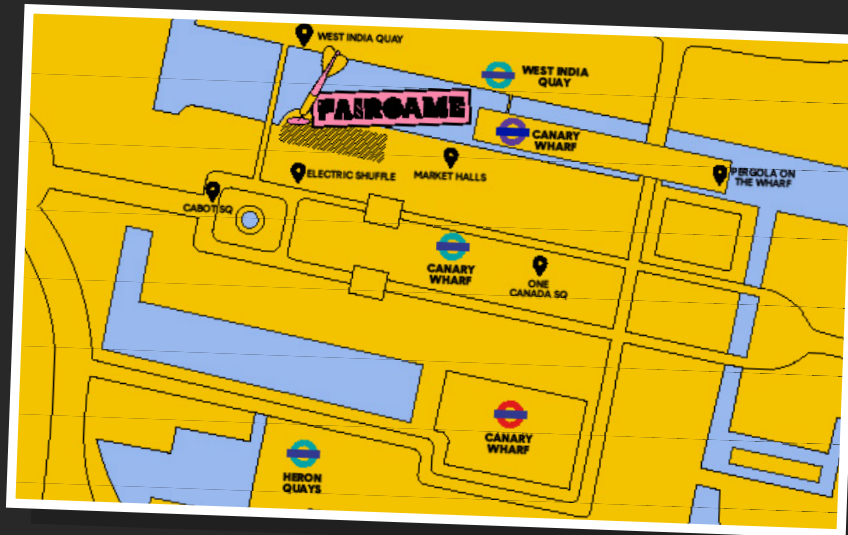 WEST INDIA QUAY
WEST INDIA
QUAY
FAIRGAME
CANARY
WHARF
ELECTRIC SHUFFLE
MARKET HALLS
PERGOLA ON
THE WHARF
CABOT SQ
CANARY
WHARF
ONE
CANADA SQ
CANARY
WHARF
HERON
QUAYS